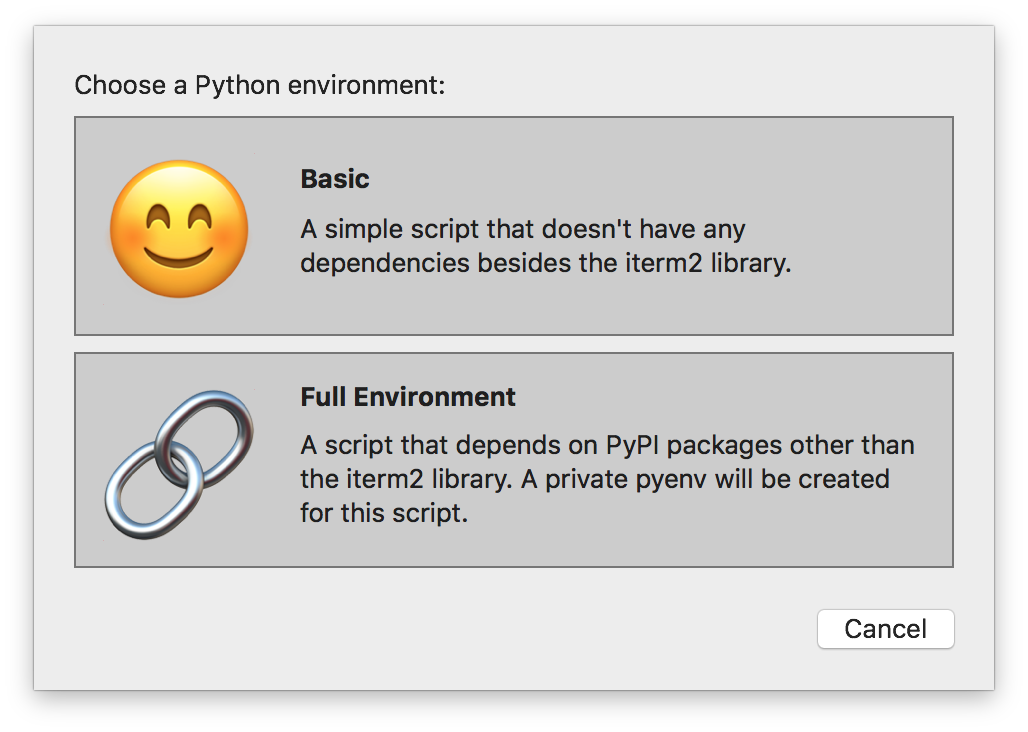 Choose a Python environment:
Basic
A simple script that doesn't have any
dependencies besides the iterm2 library.
Full Environment
A script that depends on PyPI packages other than
the iterm2 library. A private pyenv will be created
for this script.
Cancel